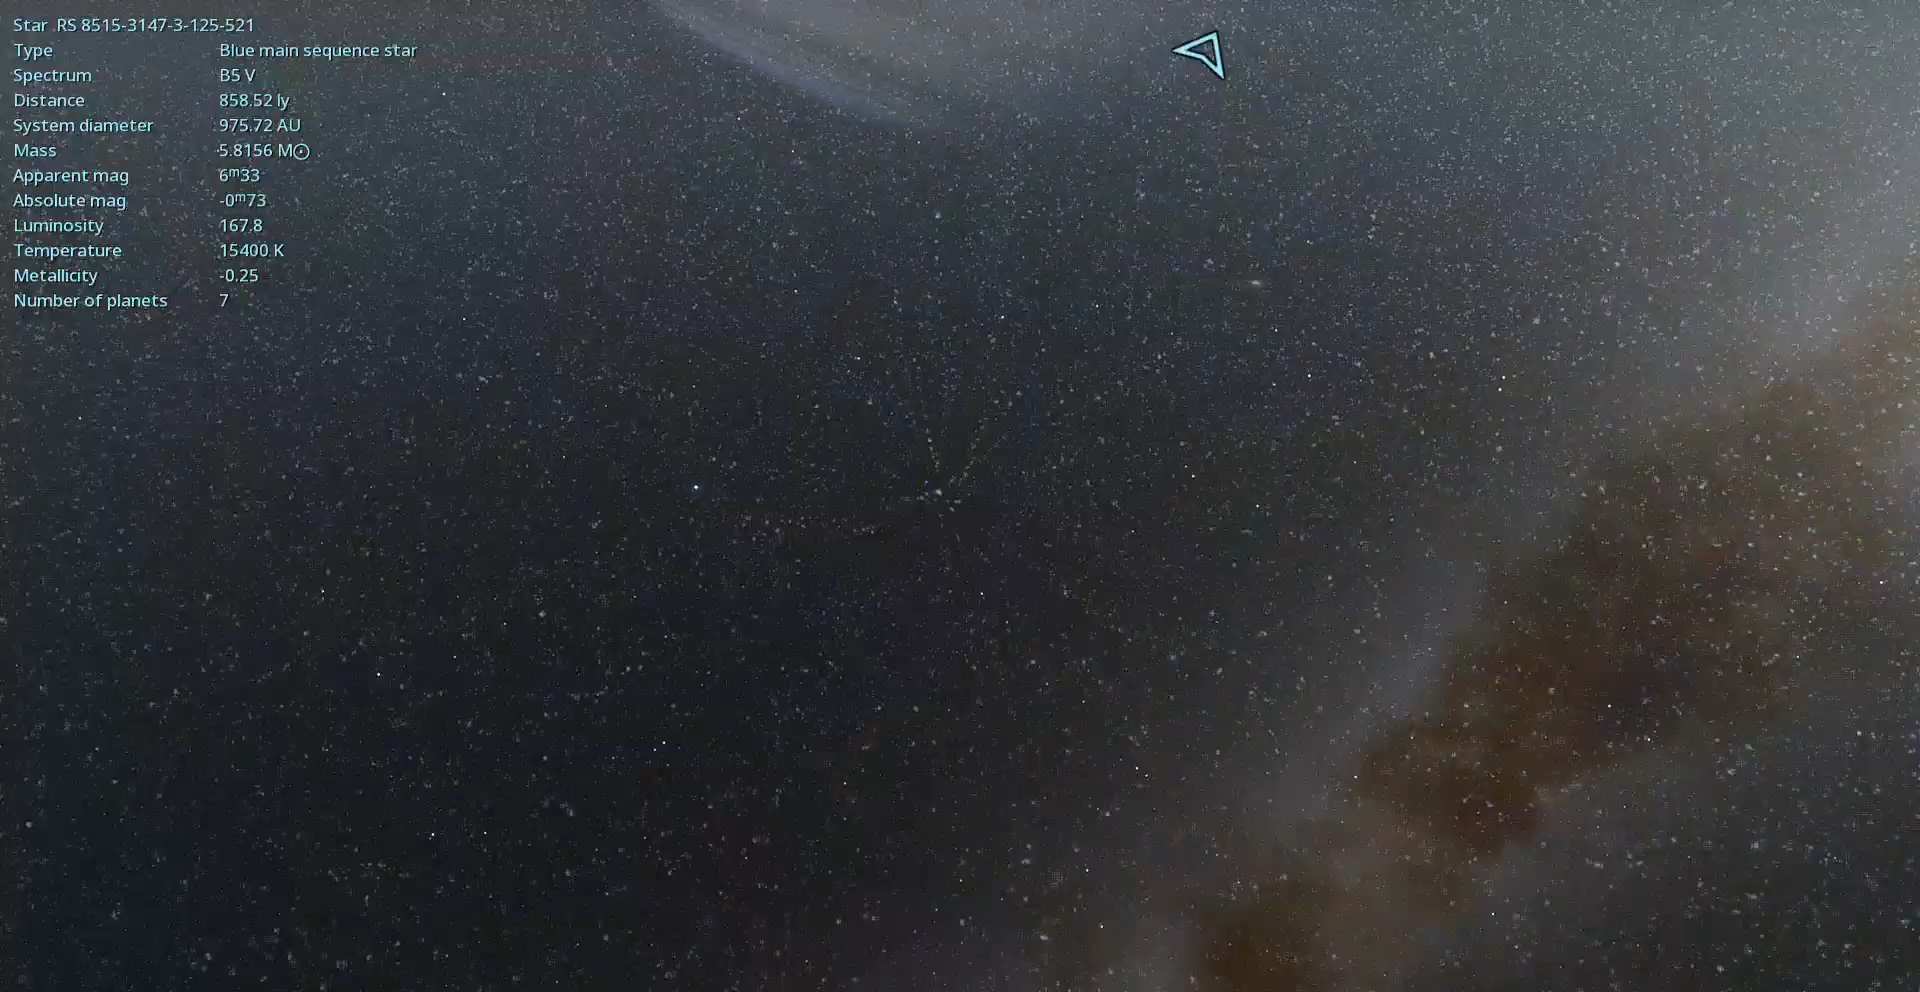 Star RS 8515-3147-3-125-521
Type Blue main sequence star
Spectrum B5 V
Distance 858.52 ly
System diameter 975.72 AU
Mass 5.8156 M☉
Apparent mag 6ᵐ33
Absolute mag -0ᵐ73
Luminosity 167.8
Temperature 15400 K
Metallicity -0.25
Number of planets 7